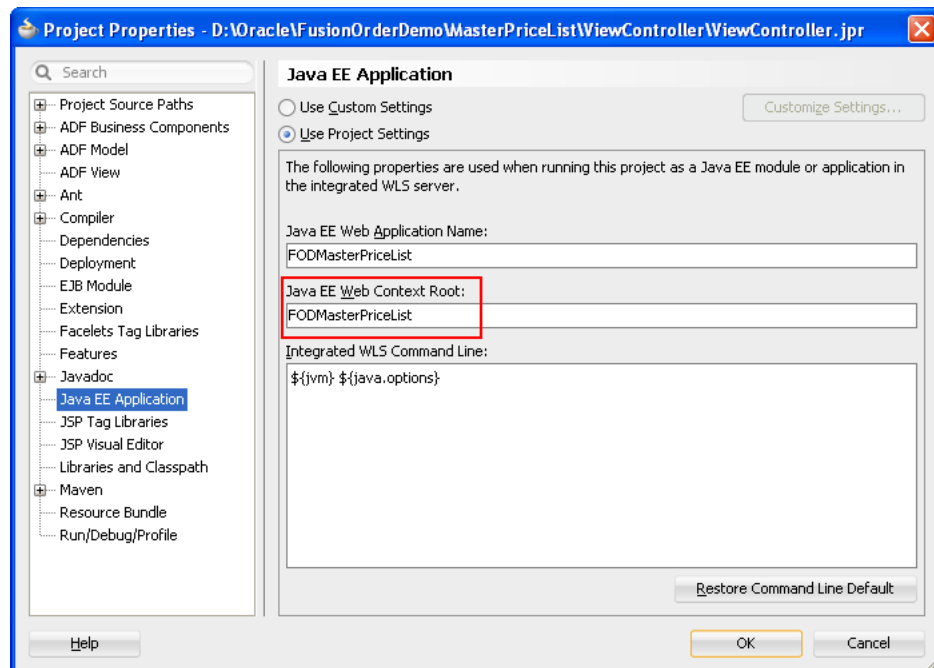 Project Properties - D:\Oracle\FusionOrderDemo\MasterPriceList\ViewController\ViewController.jpr
Search
Project Source Paths
ADF Business Components
ADF Model
ADF View
Ant
Compiler
Dependencies
Deployment
EJB Module
Extension
Facelets Tag Libraries
Features
Javadoc
Java EE Application
JSP Tag Libraries
JSP Visual Editor
Libraries and Classpath
Maven
Resource Bundle
Run/Debug/Profile
Java EE Application
Use Custom Settings
Customize Settings...
Use Project Settings
The following properties are used when running this project as a Java EE module or application in
the integrated WLS server.
Java EE Web Application Name:
FODMasterPriceList
Java EE Web Context Root:
FODMasterPriceList
Integrated WLS Command Line:
${jvm} ${java.options}
Restore Command Line Default
Help
OK
Cancel